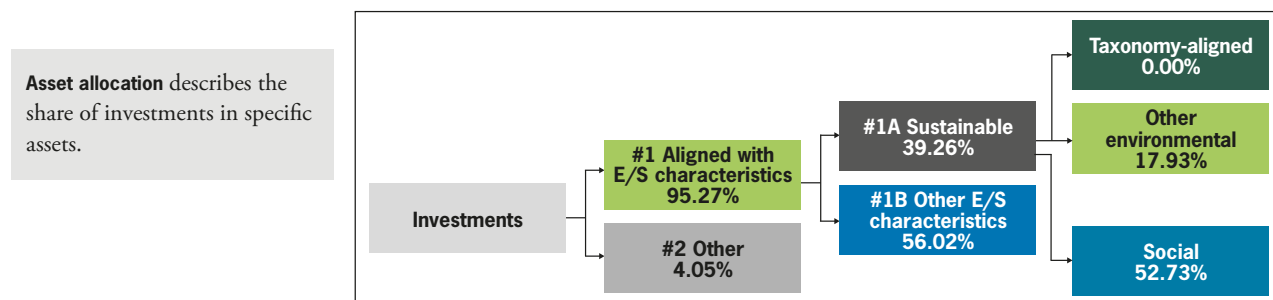 Asset allocation describes the
share of investments in specific
assets.
Investments
#1 Aligned with
E/S characteristics
95.27%
#2 Other
4.05%
#1A Sustainable
39.26%
#1B Other E/S
characteristics
56.02%
Taxonomy-aligned
0.00%
Other
environmental
17.93%
Social
52.73%